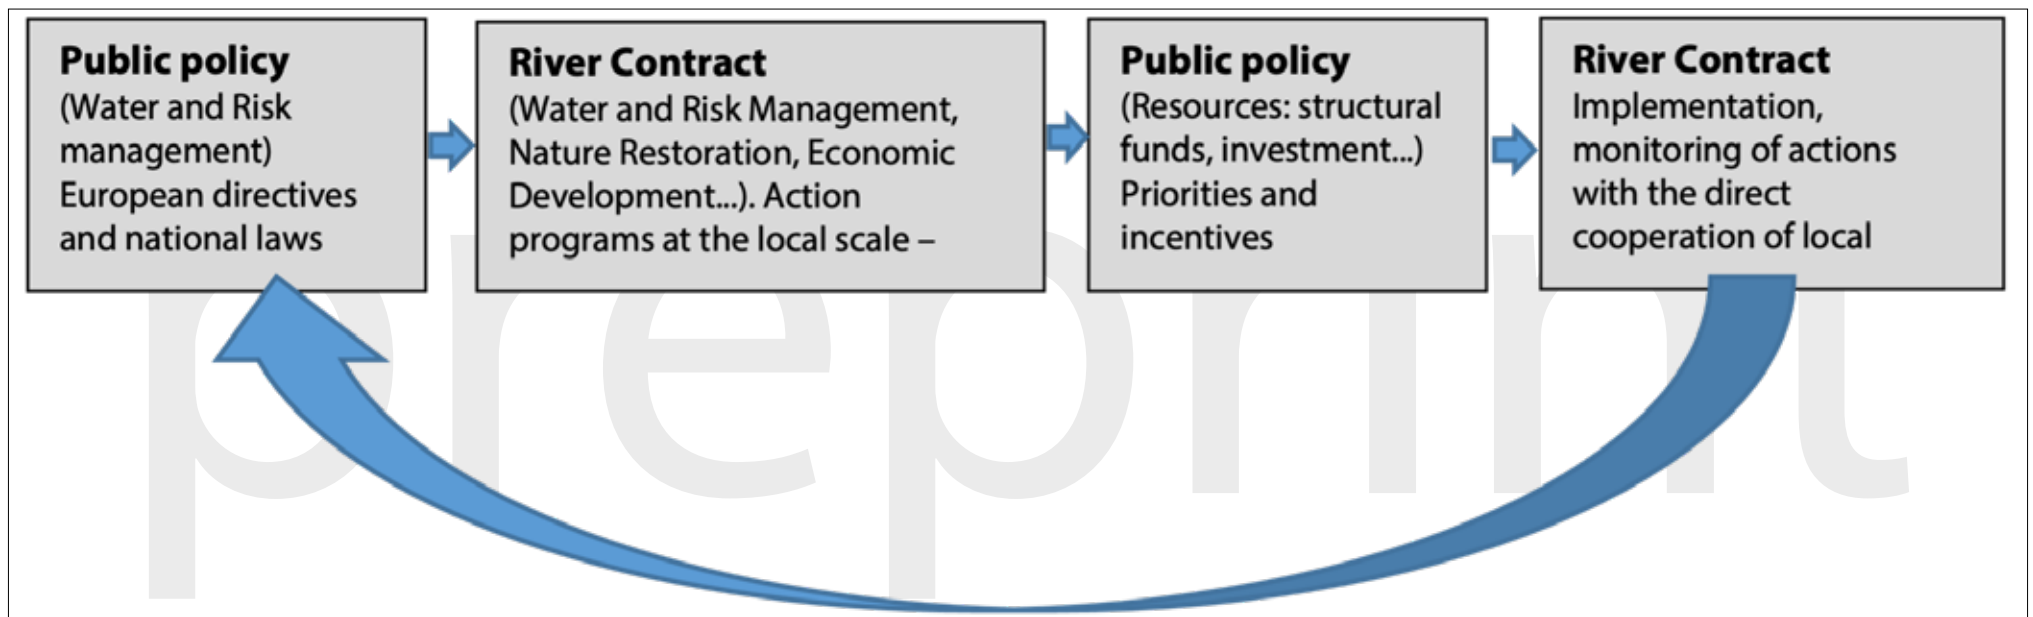 Public policy
(Water and Risk
management)
European directives
and national laws
River Contract
(Water and Risk Management,
Nature Restoration, Economic
Development...). Action
programs at the local scale –
Public policy
(Resources: structural
funds, investment...)
Priorities and
incentives
River Contract
Implementation,
monitoring of actions
with the direct
cooperation of local
preprint